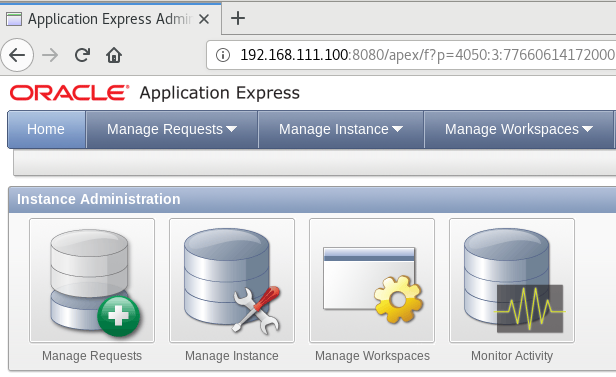 Application Express Admin
192.168.111.100:8080/apex/f?p=4050:3:77660614172000
ORACLE Application Express
Home Manage Requests Manage Instance Manage Workspaces
Instance Administration
Manage Requests Manage Instance Manage Workspaces Monitor Activity